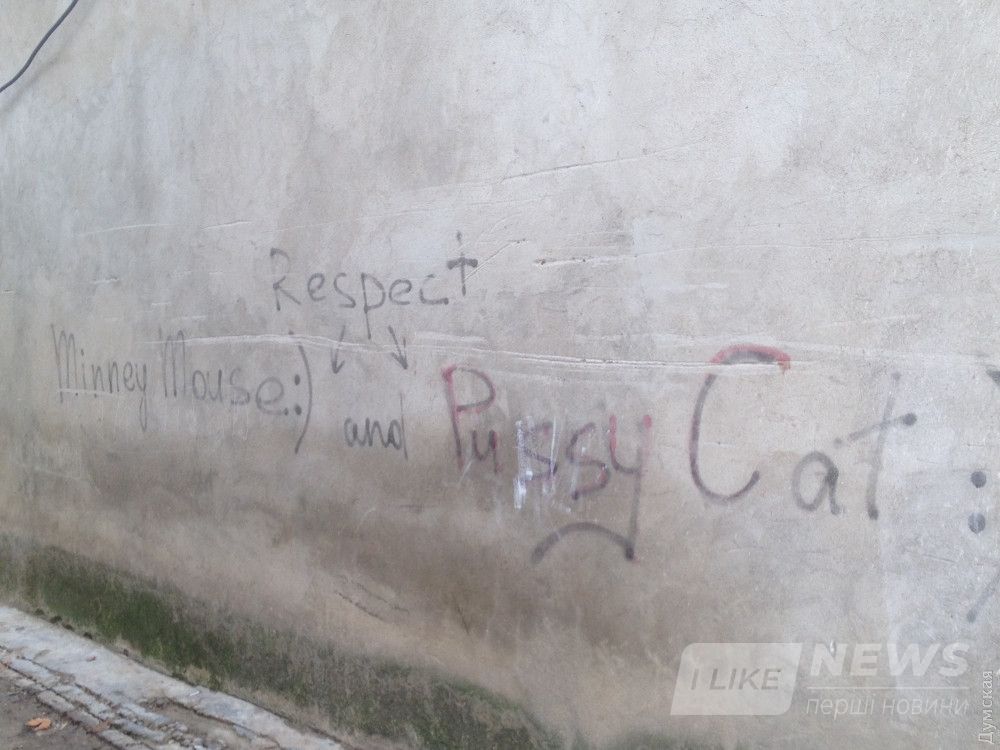 Respect
Minney Mouse:) and Pussy Cat :)
I LIKE NEWS
перші новини
Думская